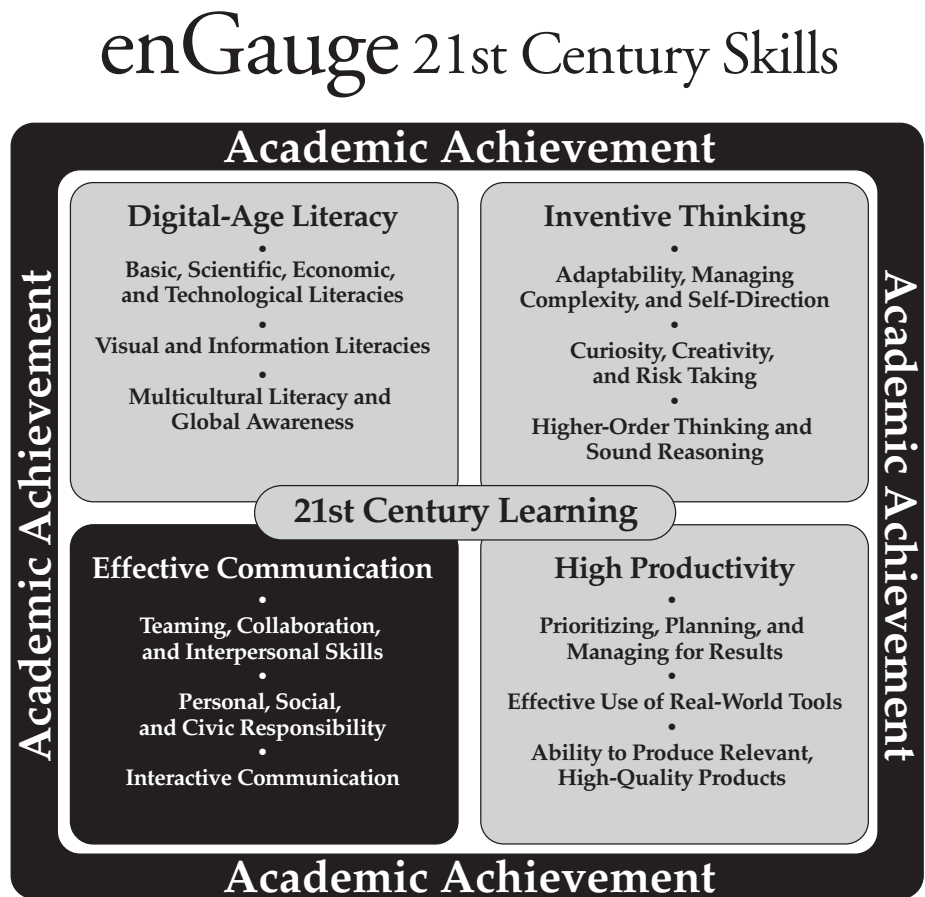 enGauge 21st Century Skills
Academic Achievement
Academic Achievement
Digital-Age Literacy
•
Basic, Scientific, Economic,
and Technological Literacies
•
Visual and Information Literacies
•
Multicultural Literacy and
Global Awareness
Inventive Thinking
•
Adaptability, Managing
Complexity, and Self-Direction
•
Curiosity, Creativity,
and Risk Taking
•
Higher-Order Thinking and
Sound Reasoning
Academic Achievement
21st Century Learning
Effective Communication
•
Teaming, Collaboration,
and Interpersonal Skills
•
Personal, Social,
and Civic Responsibility
•
Interactive Communication
High Productivity
•
Prioritizing, Planning, and
Managing for Results
•
Effective Use of Real-World Tools
•
Ability to Produce Relevant,
High-Quality Products
Academic Achievement